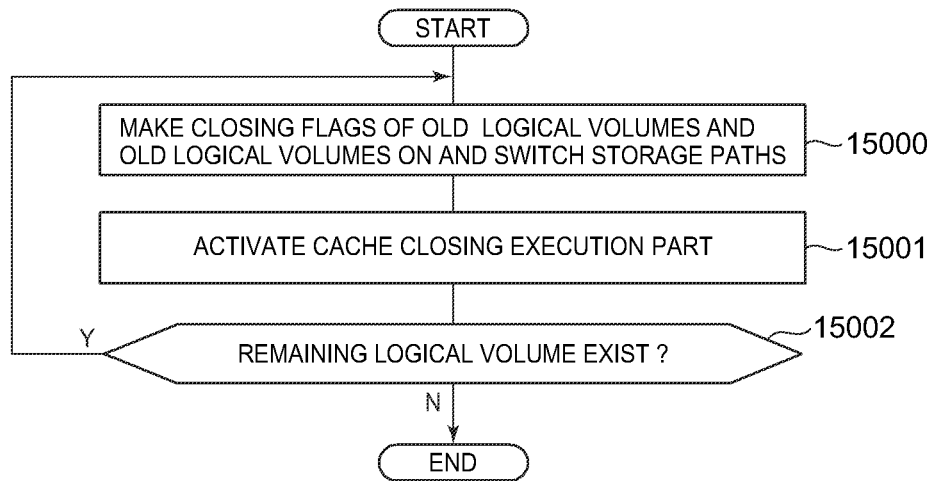 START
MAKE CLOSING FLAGS OF OLD LOGICAL VOLUMES AND
OLD LOGICAL VOLUMES ON AND SWITCH STORAGE PATHS
15000
ACTIVATE CACHE CLOSING EXECUTION PART
15001
15002
Y
REMAINING LOGICAL VOLUME EXIST ?
N
END